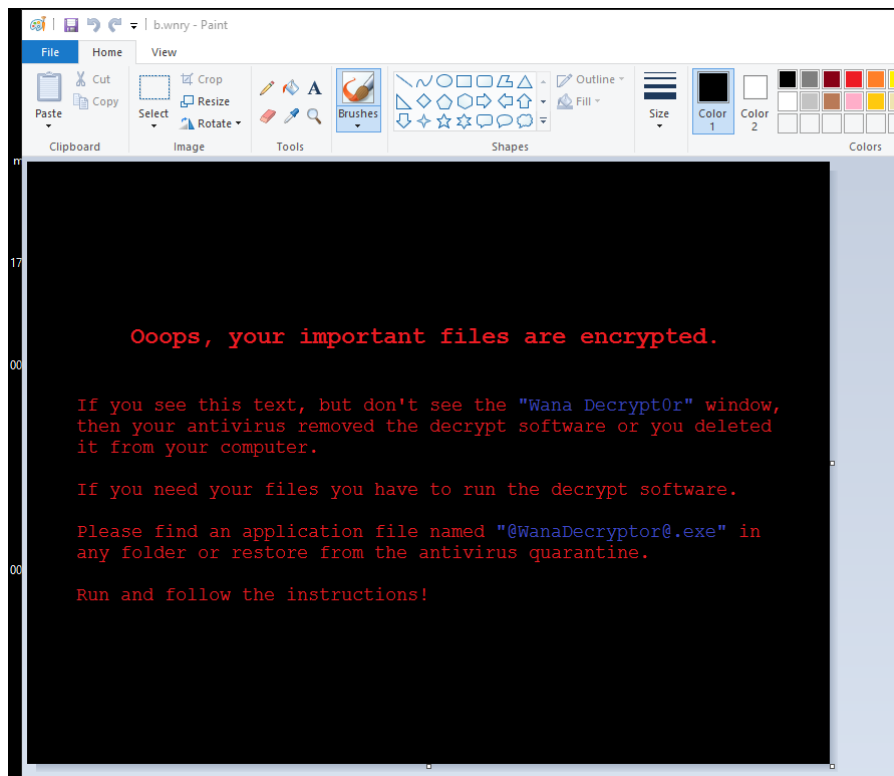 b.wnry - Paint
File Home View
Cut
Copy
Paste
Clipboard
Select
Crop
Resize
Rotate
Image
A
Tools
Brushes
Outline
Fill
Shapes
Size
Color 1
Color 2
Colors
m
17
00
00
Ooops, your important files are encrypted.
If you see this text, but don't see the "Wana Decrypt0r" window,
then your antivirus removed the decrypt software or you deleted
it from your computer.
If you need your files you have to run the decrypt software.
Please find an application file named "@WanaDecryptor@.exe" in
any folder or restore from the antivirus quarantine.
Run and follow the instructions!